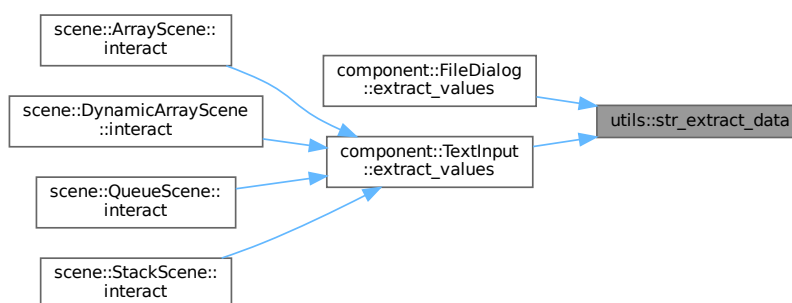 scene::ArrayScene::
interact
scene::DynamicArrayScene
::interact
scene::QueueScene::
interact
scene::StackScene::
interact
component::FileDialog
::extract_values
component::TextInput
::extract_values
utils::str_extract_data